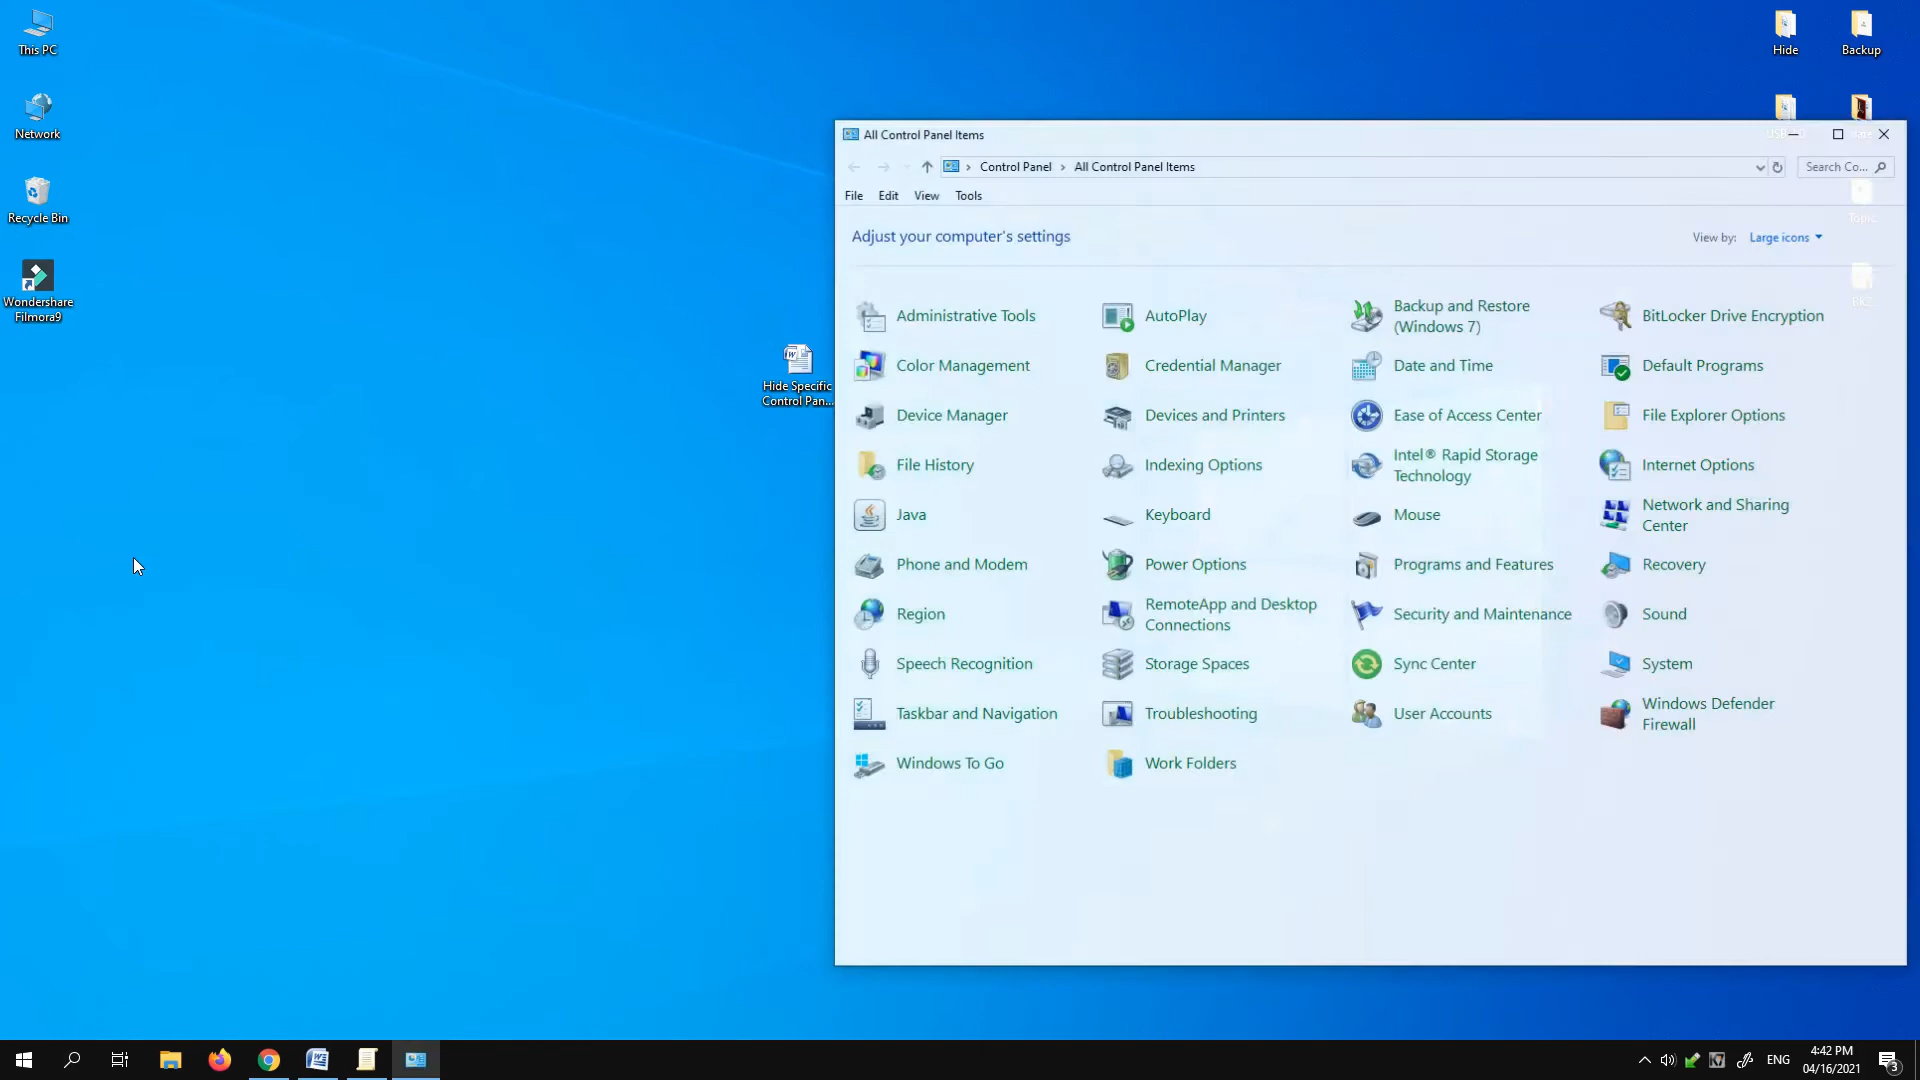 This PC
Network
Recycle Bin
Wondershare
Filmora9
Hide Specific
Control Pan...
Hide
Backup
All Control Panel Items
Control Panel
All Control Panel Items
Search Co...
File
Edit
View
Tools
Topic
Adjust your computer's settings
View by:
Large icons
Administrative Tools
AutoPlay
Backup and Restore
(Windows 7)
BitLocker Drive Encryption
Color Management
Credential Manager
Date and Time
Default Programs
Device Manager
Devices and Printers
Ease of Access Center
File Explorer Options
File History
Indexing Options
Intel® Rapid Storage
Technology
Internet Options
Java
Keyboard
Mouse
Network and Sharing
Center
Phone and Modem
Power Options
Programs and Features
Recovery
Region
RemoteApp and Desktop
Connections
Security and Maintenance
Sound
Speech Recognition
Storage Spaces
Sync Center
System
Taskbar and Navigation
Troubleshooting
User Accounts
Windows Defender
Firewall
Windows To Go
Work Folders
ENG
4:42 PM
04/16/2021
3